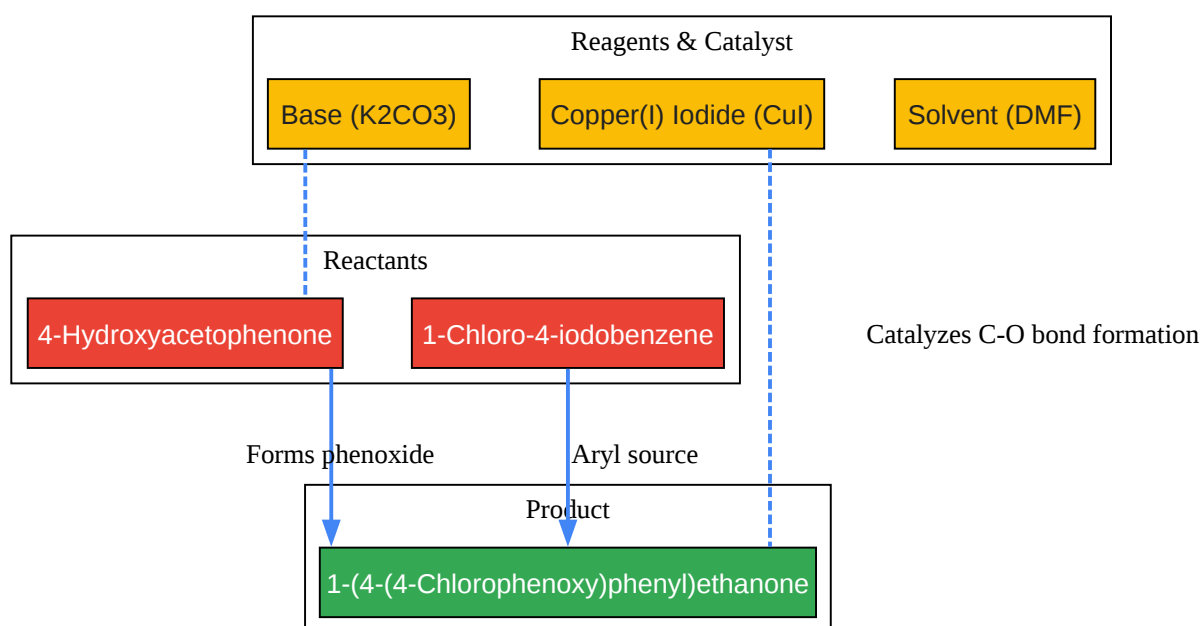 Reagents & Catalyst
Base (K2CO3)
Copper(I) Iodide (CuI)
Solvent (DMF)
Reactants
4-Hydroxyacetophenone
1-Chloro-4-iodobenzene
Catalyzes C-O bond formation
Forms phenoxide
Aryl source
Product
1-(4-(4-Chlorophenoxy)phenyl)ethanone